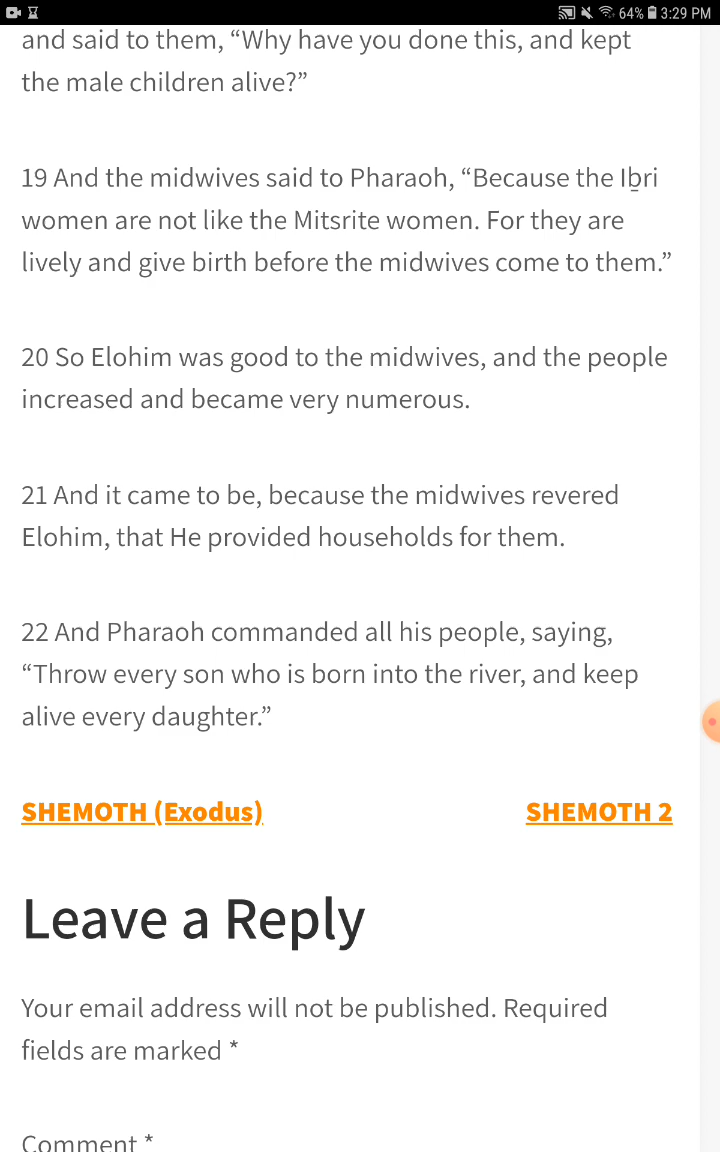 64% 3:29 PM
and said to them, “Why have you done this, and kept
the male children alive?”
19 And the midwives said to Pharaoh, “Because the Iḇri
women are not like the Mitsrite women. For they are
lively and give birth before the midwives come to them.”
20 So Elohim was good to the midwives, and the people
increased and became very numerous.
21 And it came to be, because the midwives revered
Elohim, that He provided households for them.
22 And Pharaoh commanded all his people, saying,
“Throw every son who is born into the river, and keep
alive every daughter.”
SHEMOTH (Exodus) SHEMOTH 2
Leave a Reply
Your email address will not be published. Required
fields are marked *
Comment *